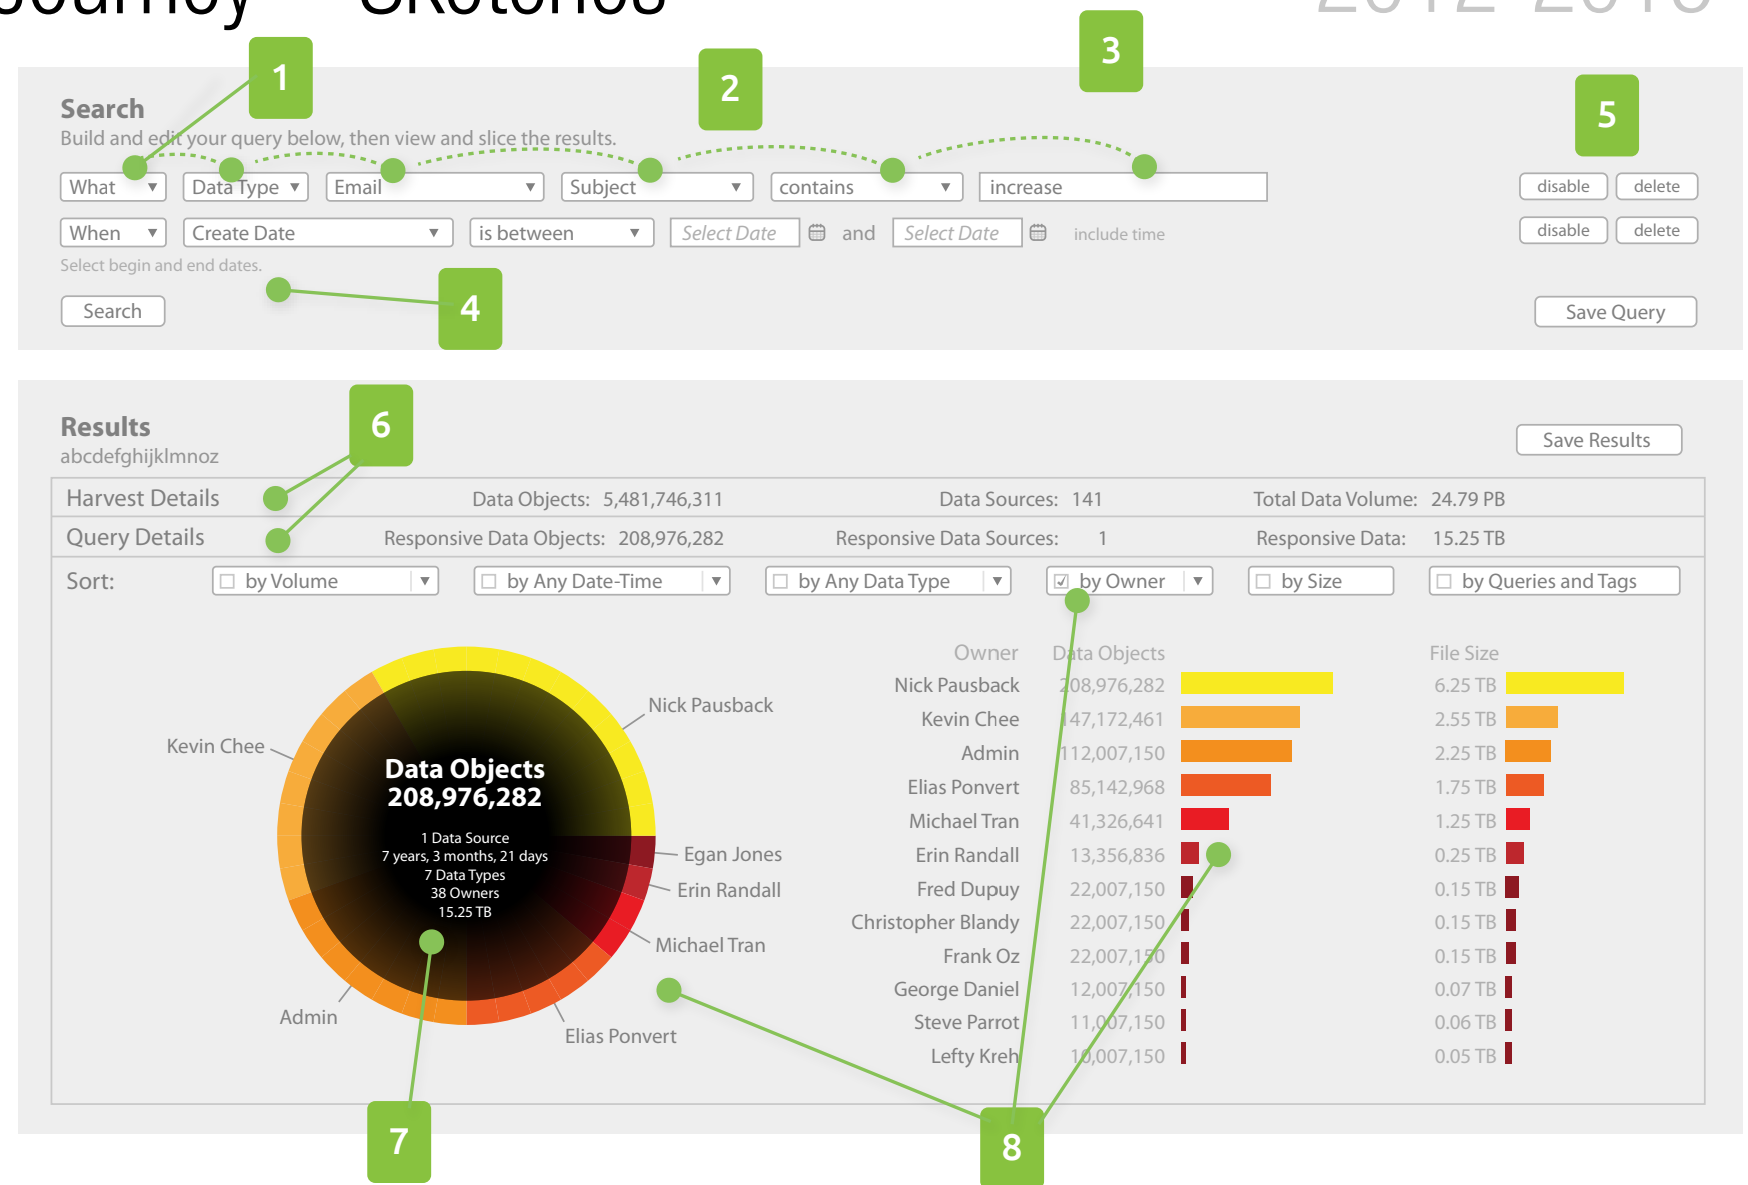 1
2
3
5
Search
Build and edit your query below, then view and slice the results.
What Data Type Email Subject contains increase disable delete
When Create Date is between Select Date and Select Date include time disable delete
Select begin and end dates.
4
Search Save Query
6
Results
abcdefghijklmnoz
Save Results
Harvest Details Data Objects: 5,481,746,311 Data Sources: 141 Total Data Volume: 24.79 PB
Query Details Responsive Data Objects: 208,976,282 Responsive Data Sources: 1 Responsive Data: 15.25 TB
Sort: by Volume by Any Date-Time by Any Data Type by Owner by Size by Queries and Tags
Nick Pausback
Kevin Chee
Data Objects
208,976,282
1 Data Source
7 years, 3 months, 21 days
7 Data Types
38 Owners
15.25 TB
Egan Jones
Erin Randall
Michael Tran
Admin
Elias Ponvert
Owner Data Objects File Size
Nick Pausback 208,976,282 6.25 TB
Kevin Chee 147,172,461 2.55 TB
Admin 112,007,150 2.25 TB
Elias Ponvert 85,142,968 1.75 TB
Michael Tran 41,326,641 1.25 TB
Erin Randall 13,356,836 0.25 TB
Fred Dupuy 22,007,150 0.15 TB
Christopher Blandy 22,007,150 0.15 TB
Frank Oz 22,007,150 0.15 TB
George Daniel 12,007,150 0.07 TB
Steve Parrot 11,007,150 0.06 TB
Lefty Kreh 10,007,150 0.05 TB
7
8